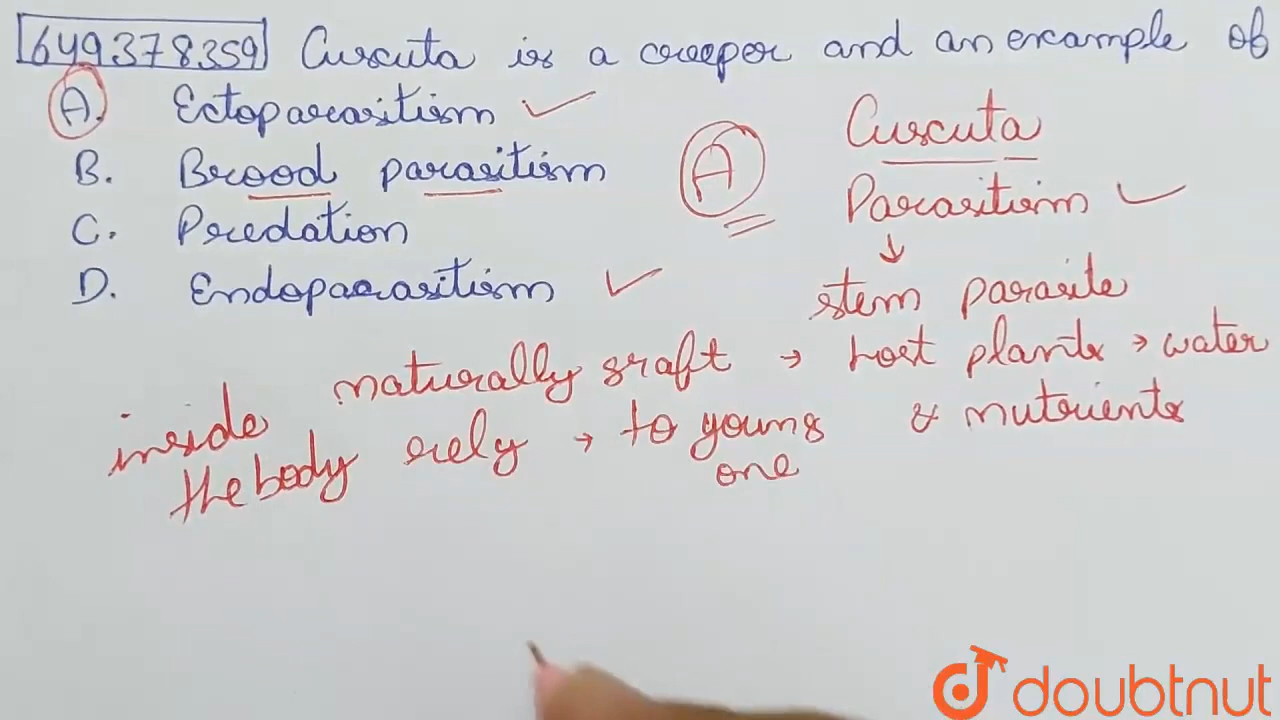 649378359 Cuscuta is a creeper and an example of
A. Ectoparasitism
B. Brood parasitism
C. Predation
D. Endoparasitism
A
Cuscuta
Parasitism
↓
stem parasite
naturally graft → host plants → water
& nutrients
inside
the body rely → to young
one
doubtnut